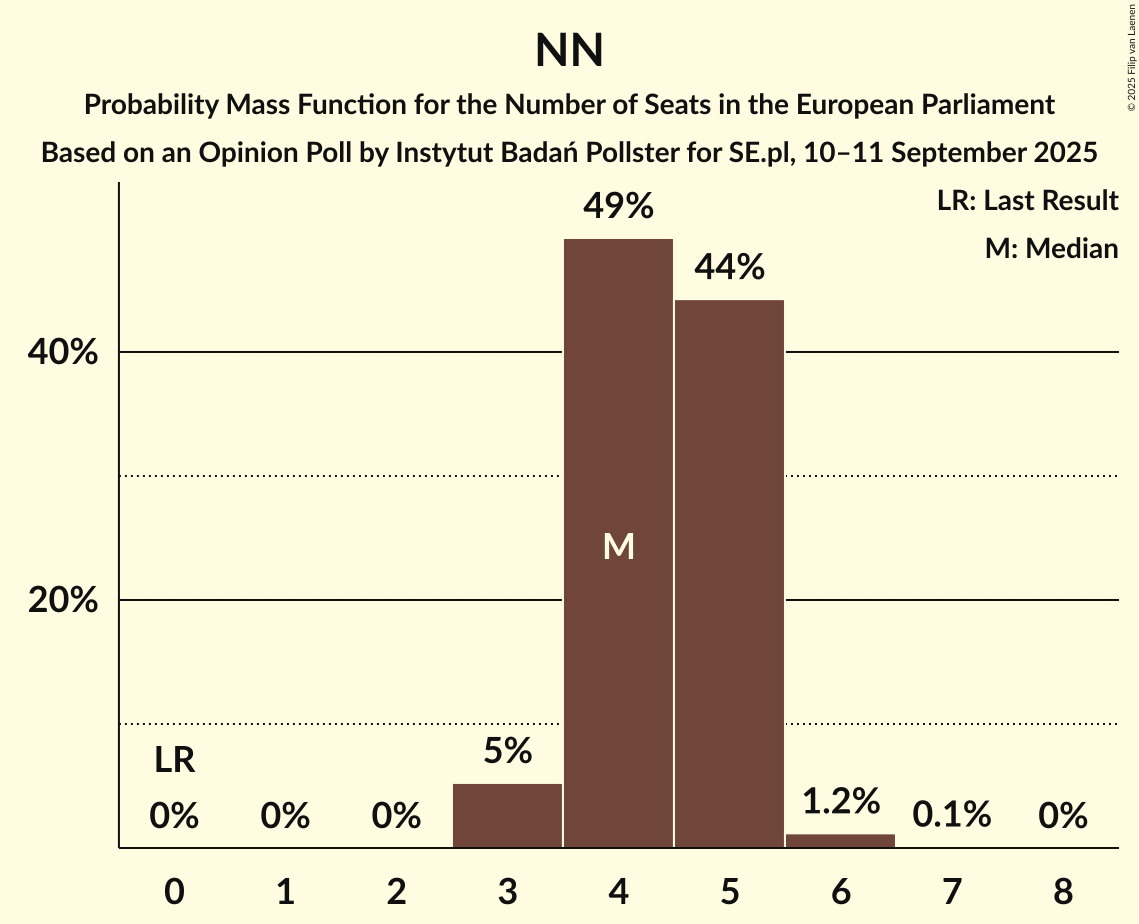 NN
Probability Mass Function for the Number of Seats in the European Parliament
Based on an Opinion Poll by Instytut Badań Pollster for SE.pl, 10–11 September 2025
© 2025 Filip van Laenen
LR: Last Result
M: Median
49%
44%
40%
M
20%
LR
5%
0% 0% 0% 1.2% 0.1% 0%
0 1 2 3 4 5 6 7 8